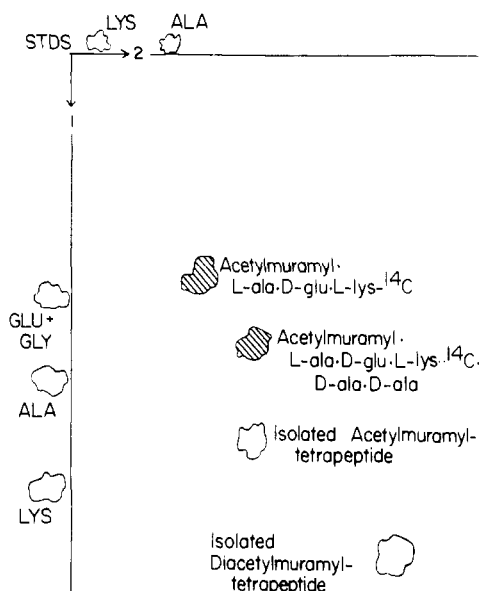 LYS
ALA
STDS
2
1
Acetylmuramyl·
L-ala·D-glu·L-lys-¹⁴C
GLU +
GLY
Acetylmuramyl·
L-ala·D-glu·L-lys·¹⁴C·
D-ala·D-ala
ALA
Isolated Acetylmuramyl-
tetrapeptide
LYS
Isolated
Diacetylmuramyl-
tetrapeptide